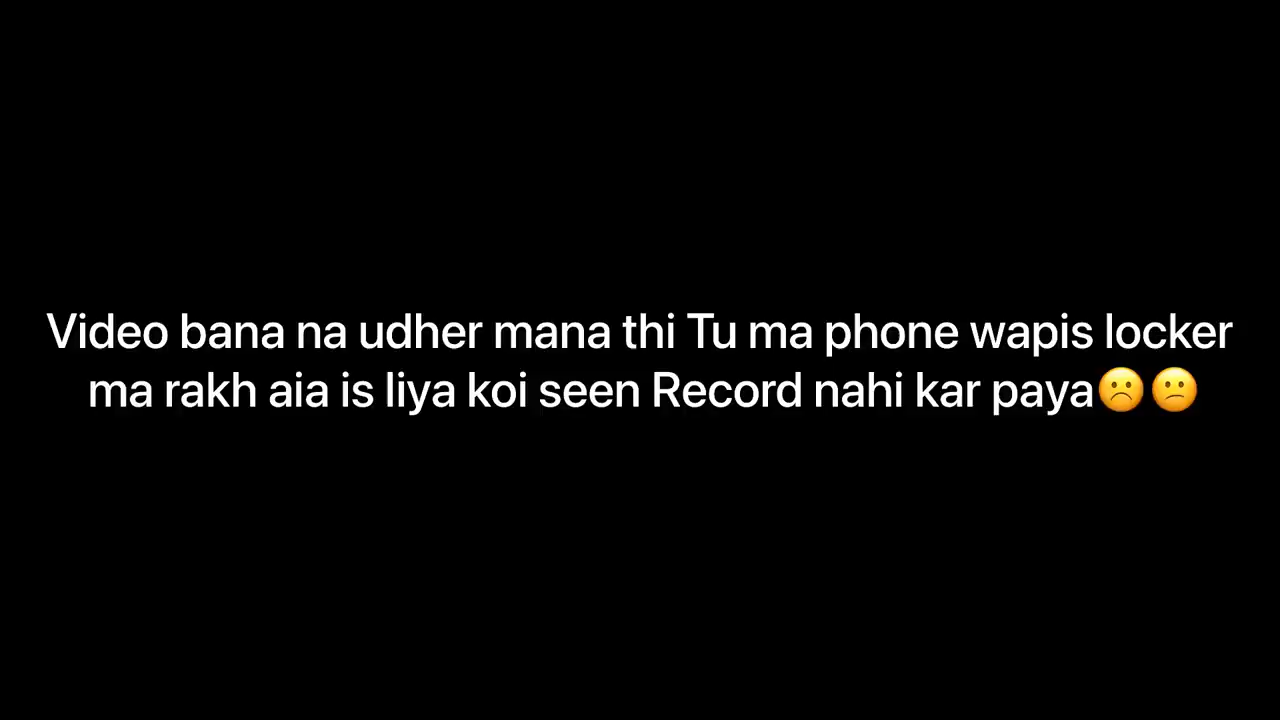 Video bana na udher mana thi Tu ma phone wapis locker
ma rakh aia is liya koi seen Record nahi kar paya☹️😕